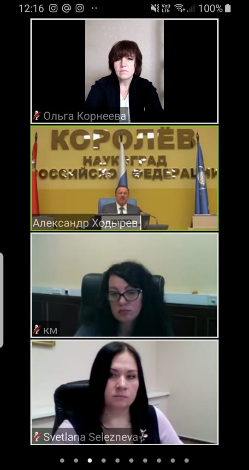 12:16
100%
Ольга Корнеева
КОРОЛЁВ
НАУКОГРАД
РОССИЙСКОЙ ФЕДЕРАЦИИ
Александр Ходырев
КМ
Svetlana Selezneva